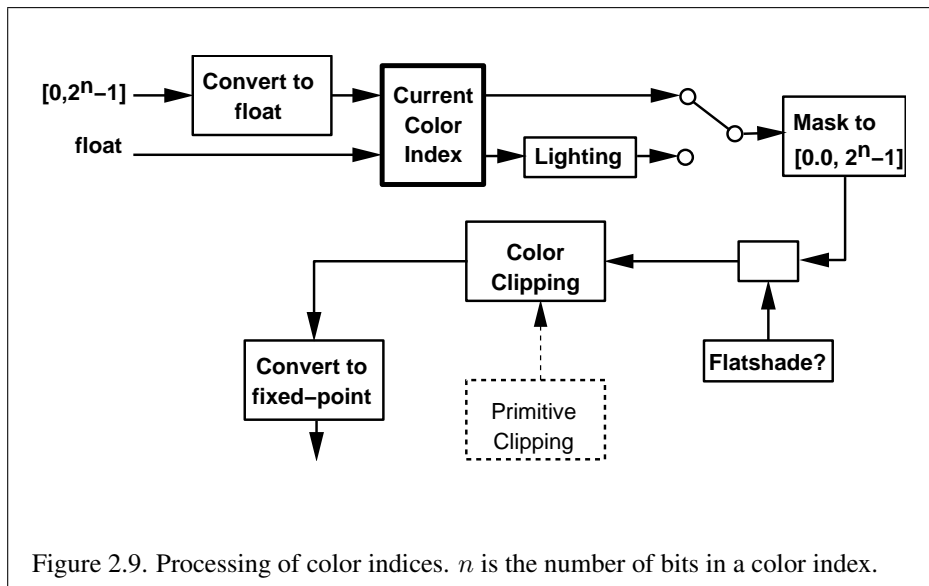 [0,2n−1]
Convert to
float
float
Current
Color
Index
Lighting
Mask to
[0.0, 2n−1]
Color
Clipping
Flatshade?
Convert to
fixed−point
Primitive
Clipping
Figure 2.9. Processing of color indices. n is the number of bits in a color index.